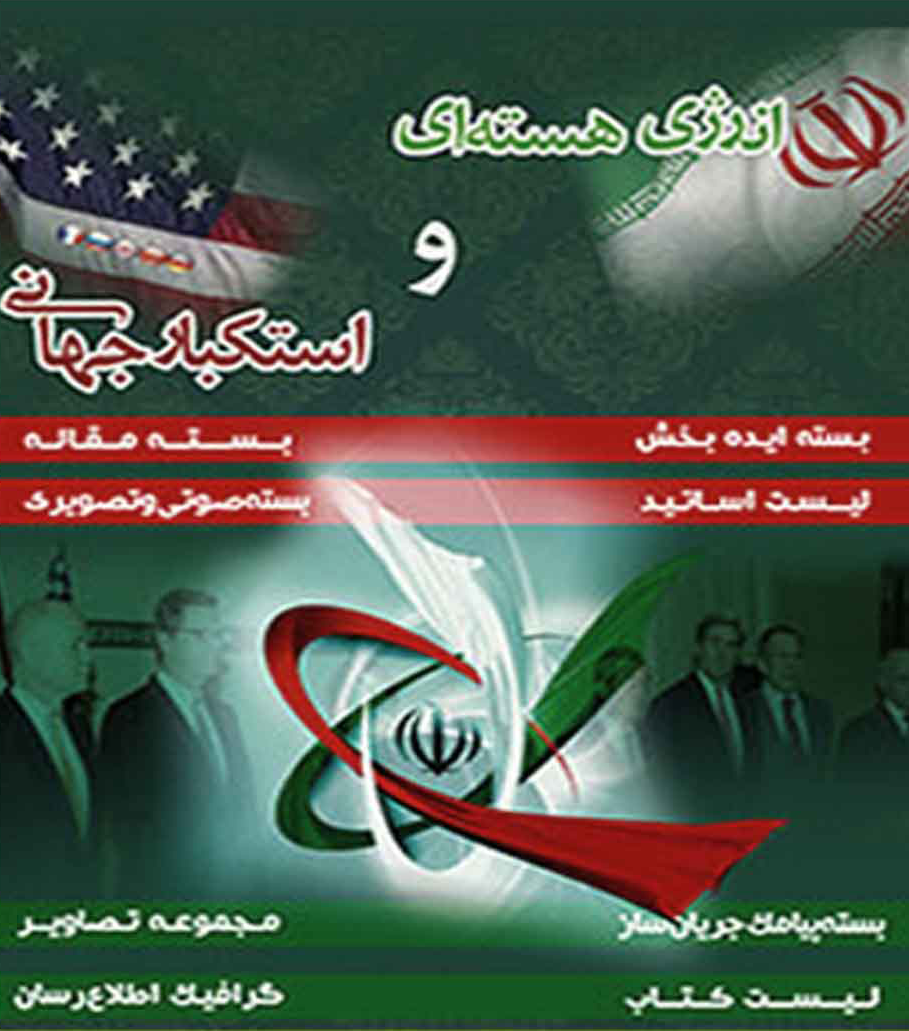 انرژی هسته‌ای
و
استکبار جهانی
بسته ایده بخش
بسته مقاله
لیست اساتید
بسته صوتی و تصویری
بسته پیامک جریان ساز
مجموعه تصاویر
لیست کتاب
گرافیک اطلاع رسان